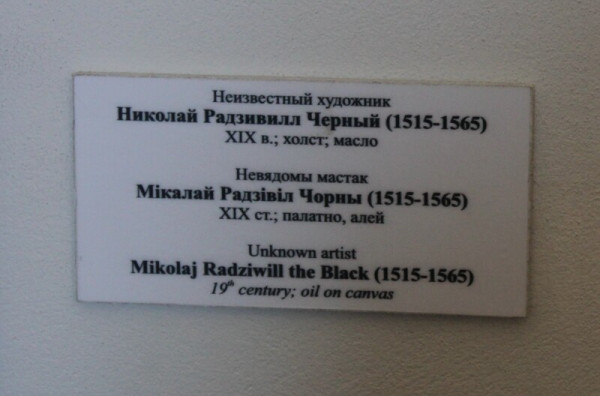 Неизвестный художник
Николай Радзивилл Черный (1515-1565)
XIX в.; холст; масло
Невядомы мастак
Мікалай Радзівіл Чорны (1515-1565)
XIX ст.; палатно, алей
Unknown artist
Mikolaj Radziwill the Black (1515-1565)
19th century; oil on canvas